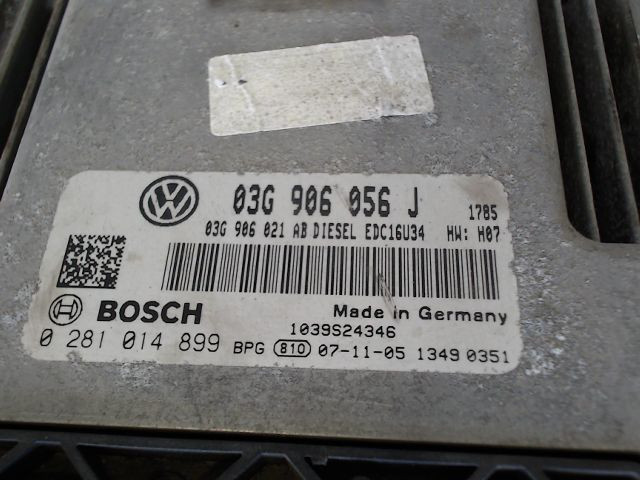 03G 906 056 J 1785
03G 906 021 AB DIESEL EDC16U34 HW: H07
BOSCH Made in Germany
1039S24346
0 281 014 899 BPG 810 07-11-05 1349 0351